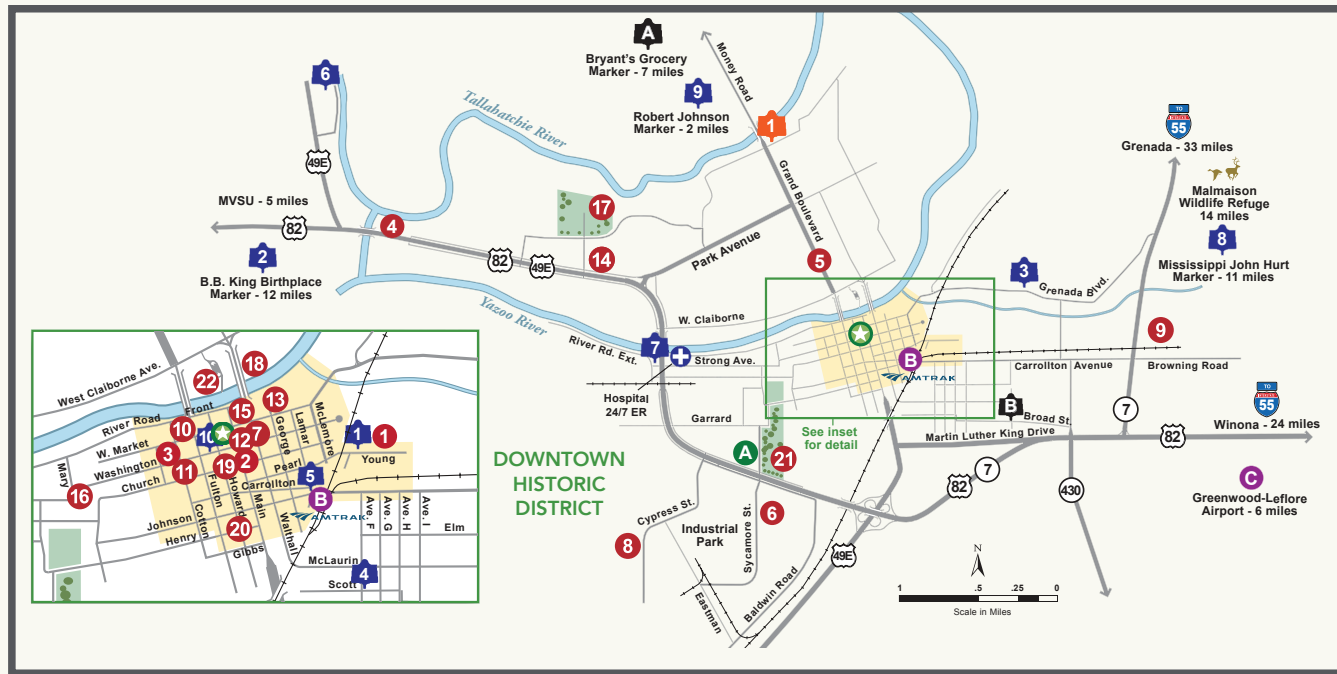 A
Bryant's Grocery
Marker - 7 miles
9
Robert Johnson
Marker - 2 miles
Money Road
1
6
Tallahatchie River
49E
MVSU - 5 miles
82
4
2
B.B. King Birthplace
Marker - 12 miles
17
82
49E
14
Park Avenue
Grand Boulevard
5
TO
55
Grenada - 33 miles
Malmaison
Wildlife Refuge
14 miles
8
Mississippi John Hurt
Marker - 11 miles
3
Grenada Blvd.
9
Yazoo River
W. Claiborne
River Rd. Ext.
7
Strong Ave.
B
AMTRAK
Carrollton Avenue
Browning Road
Hospital
24/7 ER
Garrard
See inset
for detail
B
Broad St.
Martin Luther King Drive
7
82
TO
55
Winona - 24 miles
A
21
DOWNTOWN
HISTORIC
DISTRICT
7
82
430
C
Greenwood-Leflore
Airport - 6 miles
Cypress St.
Industrial
Park
Sycamore St.
6
8
49E
Eastman
Baldwin Road
N
1
.5
.25
0
Scale in Miles
West Claiborne Ave.
22
18
13
River Road
Front
15
10
10
W. Market
12
7
George
Lamar
McLemore
1
1
Young
3
Washington
11
Church
19
2
Pearl
5
Mary
16
Carrollton
B
AMTRAK
Fulton
Howard
Main
Cotton
Walthall
Johnson
20
Henry
Gibbs
Ave. F
Ave. G
Ave. H
Ave. I
Elm
McLaurin
Scott
4